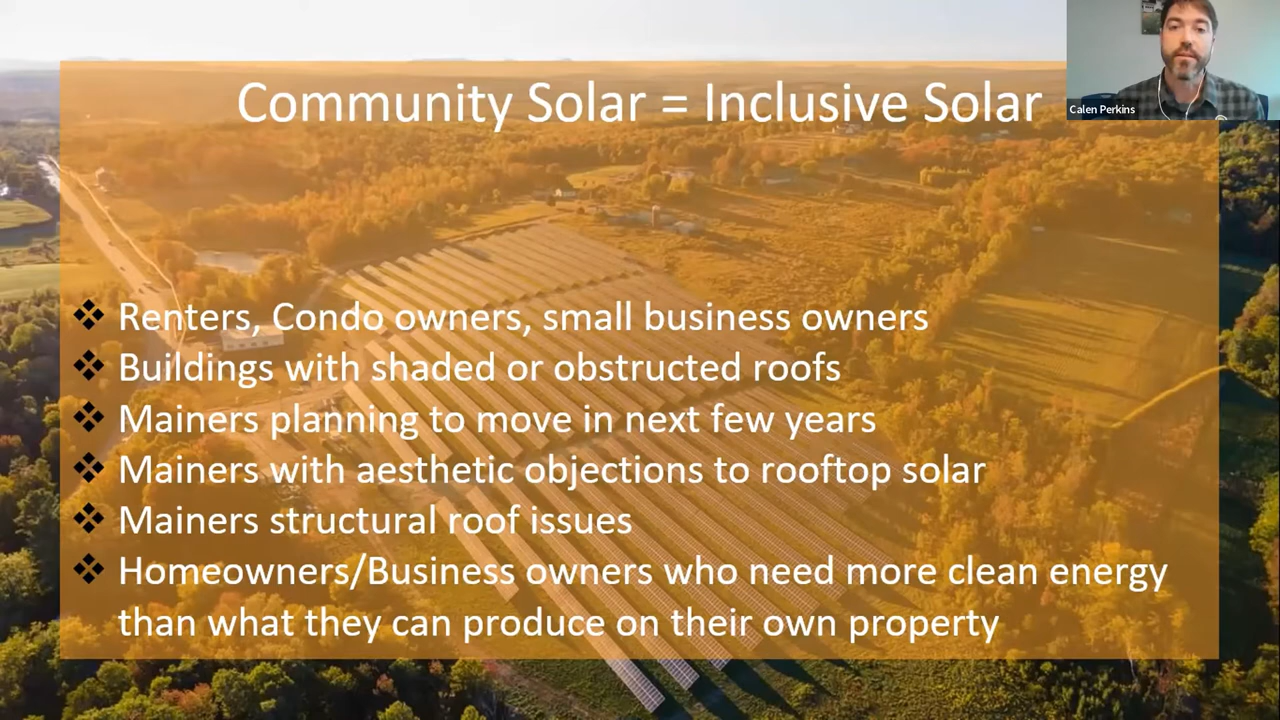 Community Solar = Inclusive Solar
Calen Perkins
❖ Renters, Condo owners, small business owners
❖ Buildings with shaded or obstructed roofs
❖ Mainers planning to move in next few years
❖ Mainers with aesthetic objections to rooftop solar
❖ Mainers structural roof issues
❖ Homeowners/Business owners who need more clean energy
than what they can produce on their own property